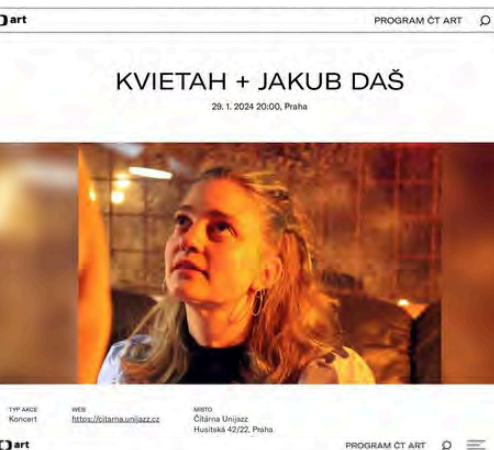 art PROGRAM ČT ART
KVIETAH + JAKUB DAŠ
29. 1. 2024 20:00, Praha
TYP AKCE WEB MÍSTO
Koncert https://citarna.unijazz.cz Čítárna Unijazz
Husitská 42/22, Praha
art PROGRAM ČT ART